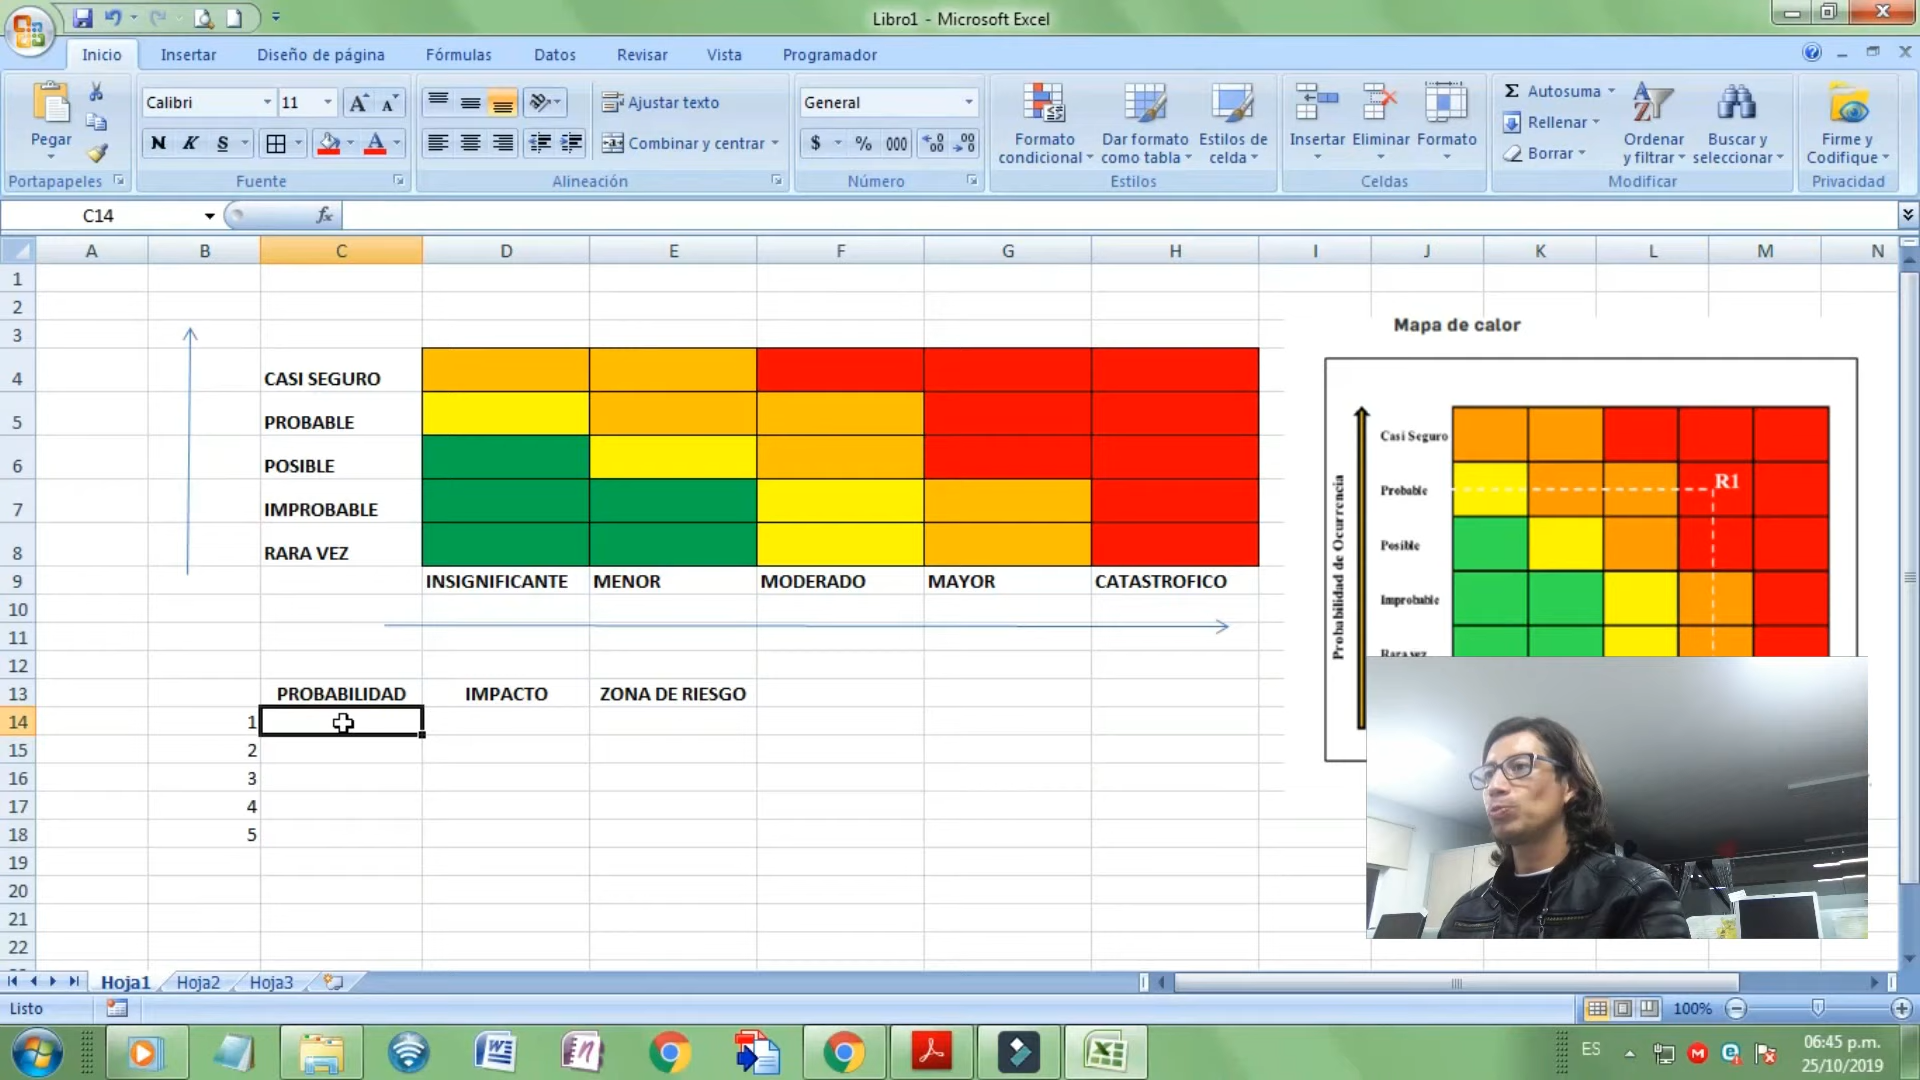 Libro1 - Microsoft Excel
Inicio Insertar Diseño de página Fórmulas Datos Revisar Vista Programador
Pegar
Portapapeles
Calibri 11
N K S
Fuente
Ajustar texto
Combinar y centrar
Alineación
General
$ % 000
Número
Formato condicional
Dar formato como tabla
Estilos de celda
Estilos
Insertar Eliminar Formato
Celdas
Autosuma
Rellenar
Borrar
Ordenar y filtrar
Buscar y seleccionar
Modificar
Firme y Codifique
Privacidad
C14 fx
A B C D E F G H I J K L M N
1
2
3
4 CASI SEGURO
5 PROBABLE
6 POSIBLE
7 IMPROBABLE
8 RARA VEZ
9 INSIGNIFICANTE MENOR MODERADO MAYOR CATASTROFICO
10
11
12
13 PROBABILIDAD IMPACTO ZONA DE RIESGO
14 1
15 2
16 3
17 4
18 5
19
20
21
22
Mapa de calor
Probabilidad de Ocurrencia
Casi Seguro
Probable
R1
Posible
Improbable
Rara vez
Hoja1 Hoja2 Hoja3
Listo
100%
ES
06:45 p.m.
25/10/2019